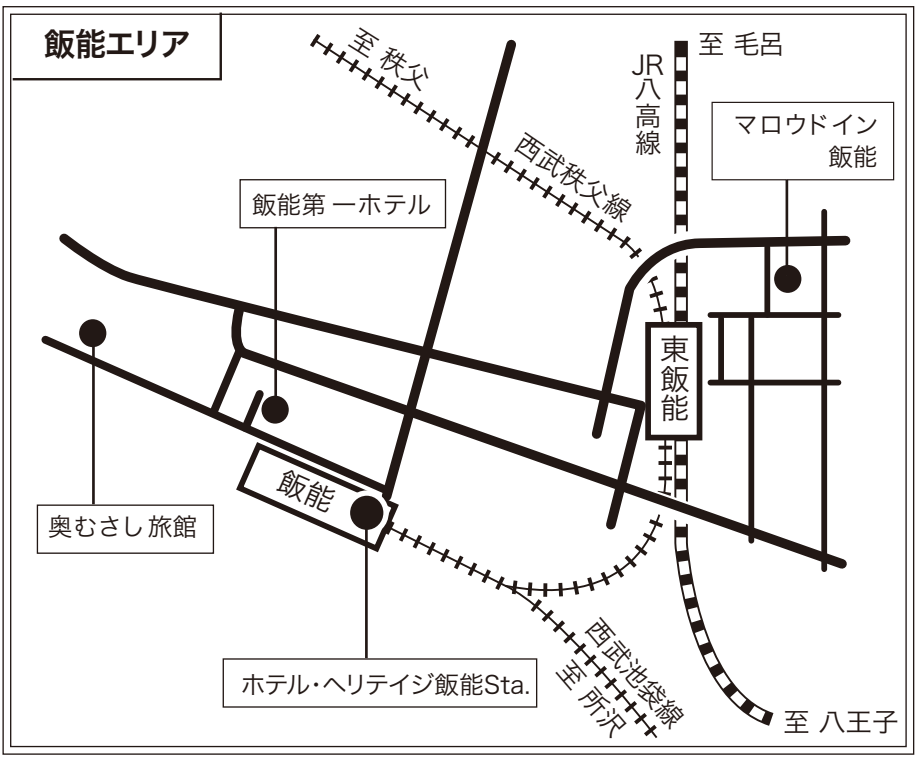 飯能エリア
至 秩父
至 毛呂
JR八高線
マロウドイン
飯能
西武秩父線
飯能第一ホテル
東飯能
飯能
奥むさし旅館
ホテル・ヘリテイジ飯能Sta.
西武池袋線
至 所沢
至 八王子